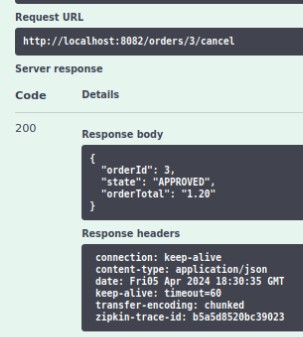 Request URL
http://localhost:8082/orders/3/cancel
Server response
Code Details
200
Response body
{
"orderId": 3,
"state": "APPROVED",
"orderTotal": "1.20"
}
Response headers
connection: keep-alive
content-type: application/json
date: Fri05 Apr 2024 18:30:35 GMT
keep-alive: timeout=60
transfer-encoding: chunked
zipkin-trace-id: b5a5d8520bc39023